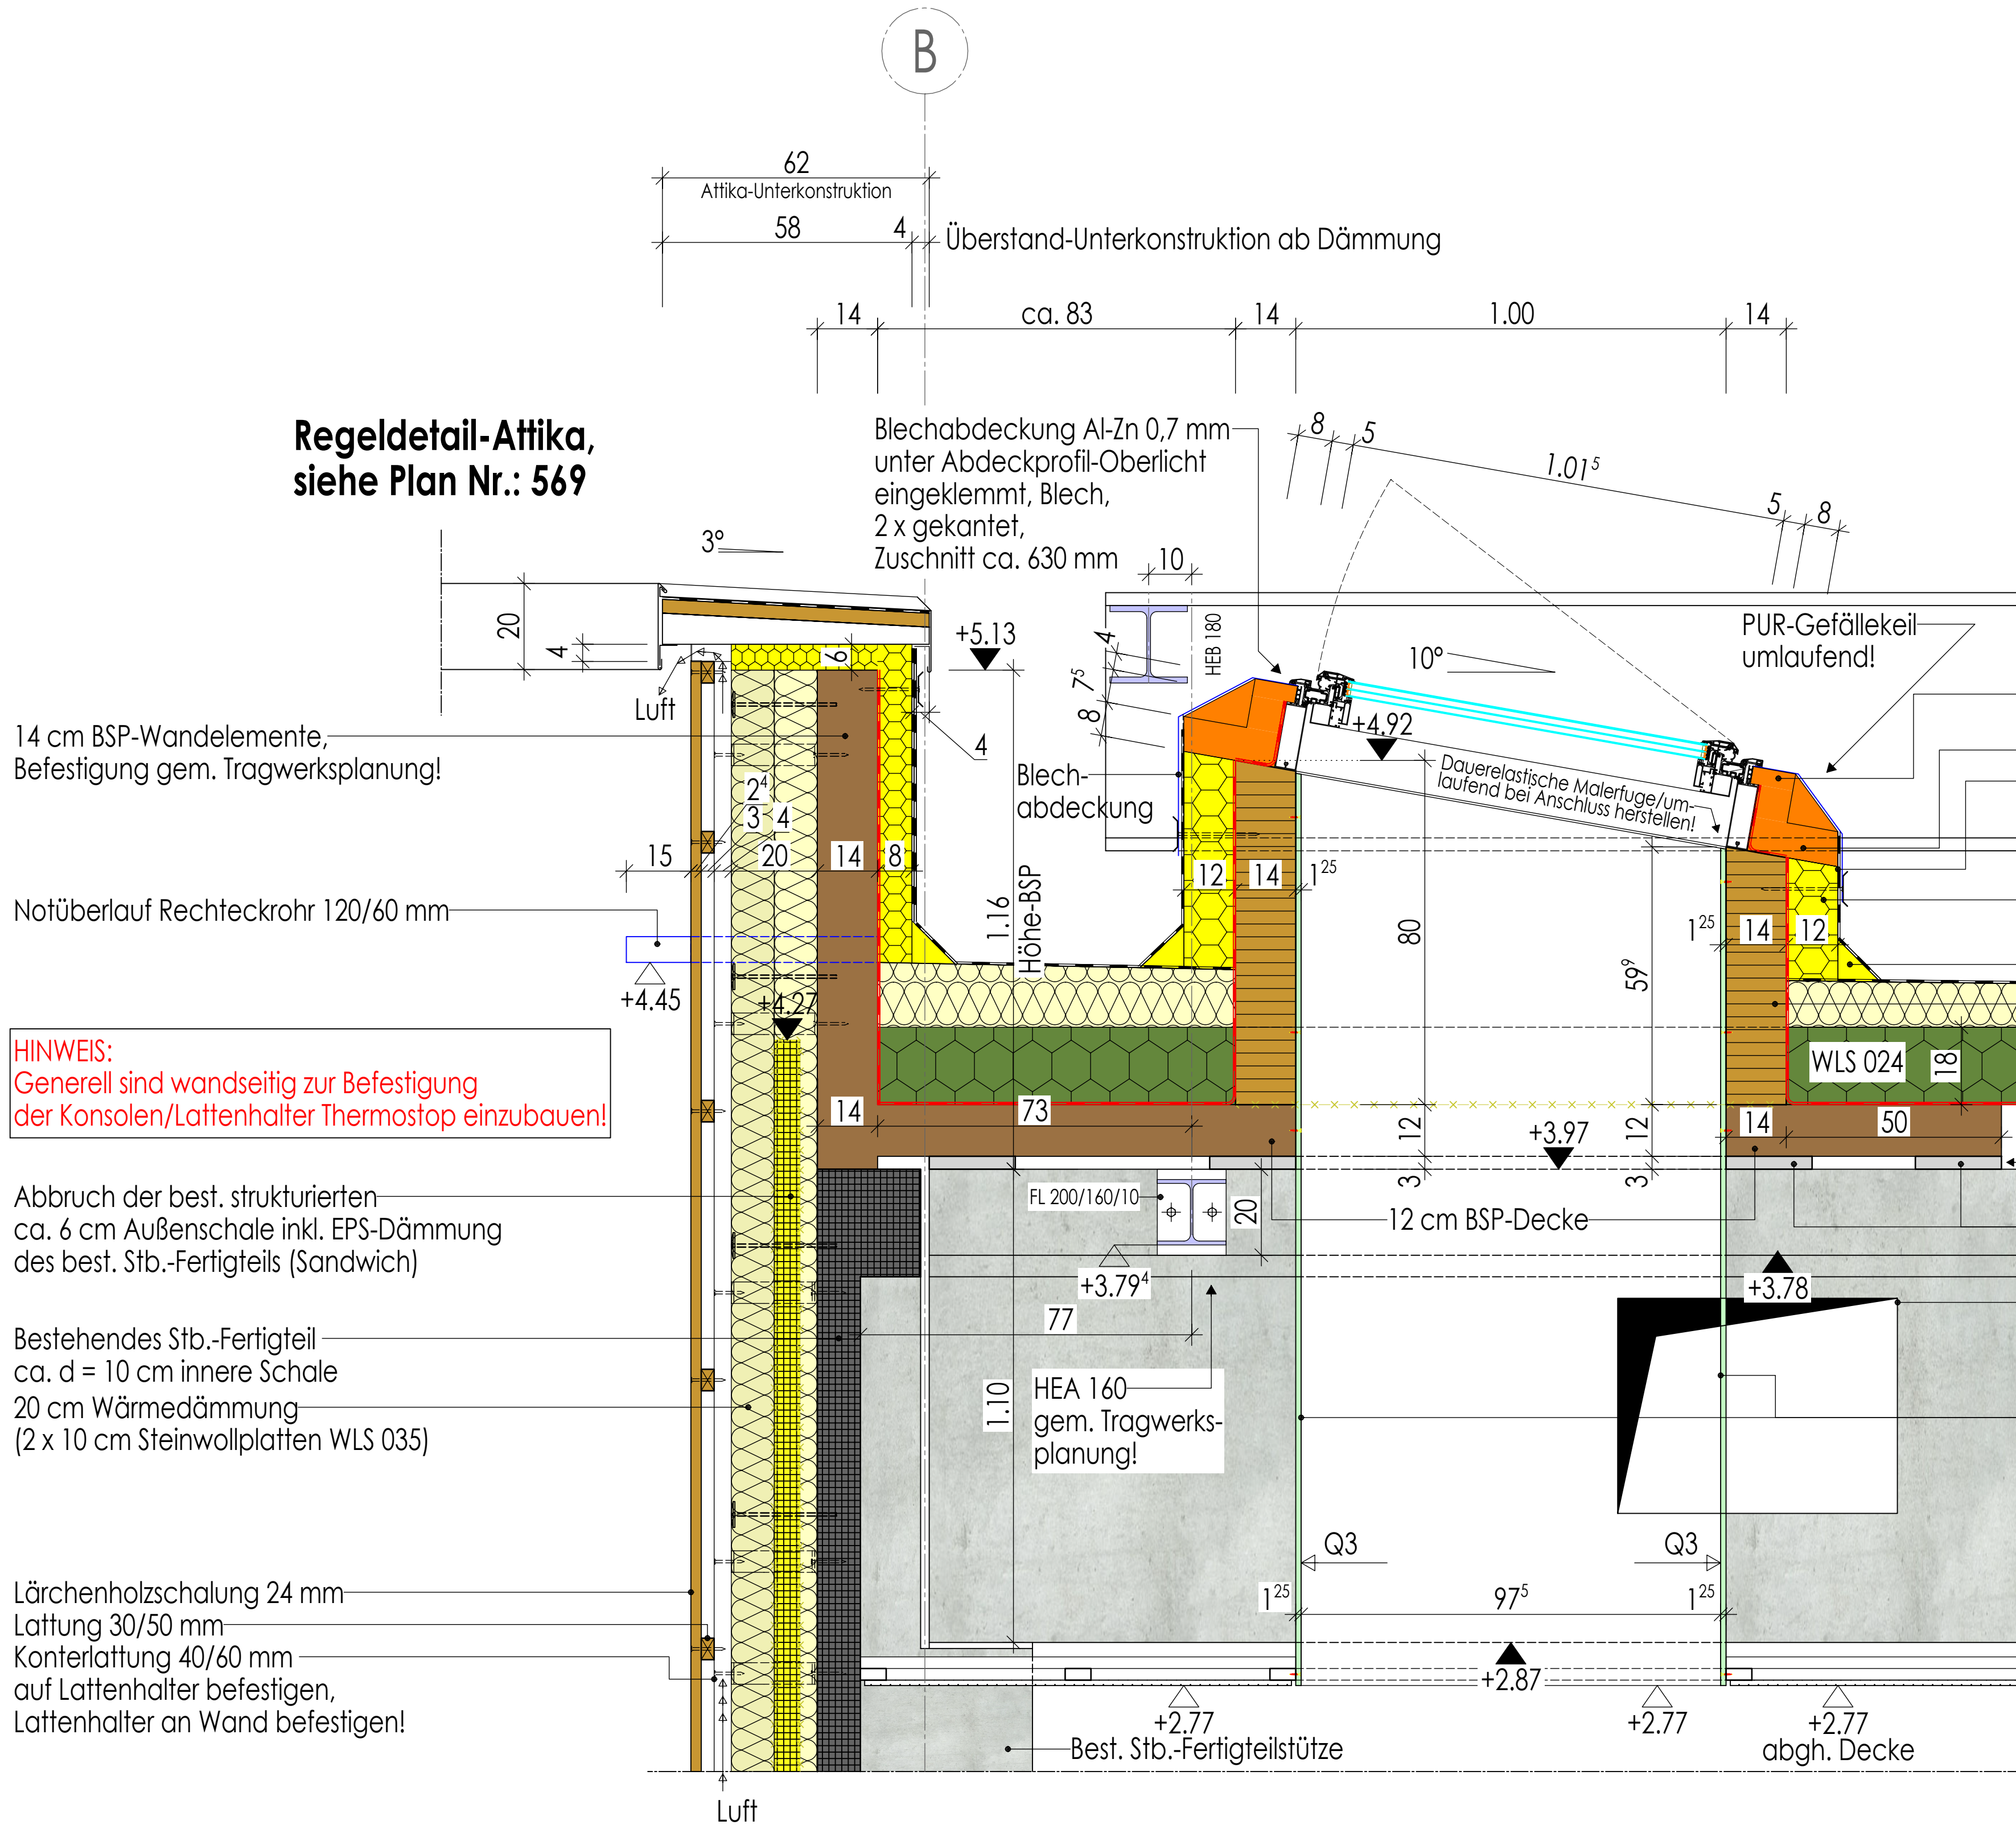 B
62
Attika-Unterkonstruktion
58
4
Überstand-Unterkonstruktion ab Dämmung
14
ca. 83
14
1.00
14
Regeldetail-Attika,
siehe Plan Nr.: 569
Blechabdeckung Al-Zn 0,7 mm
unter Abdeckprofil-Oberlicht
eingeklemmt, Blech,
2 x gekantet,
Zuschnitt ca. 630 mm
8
5
1.01⁵
5
8
3°
10
20
4
6
+5.13
HEB 180
4
7⁵
8
10°
PUR-Gefällekeil
umlaufend!
Luft
4
+4.92
14 cm BSP-Wandelemente,
Befestigung gem. Tragwerksplanung!
Blech-
abdeckung
Dauerelastische Malerfuge/um-
laufend bei Anschluss herstellen!
2⁴
3
4
15
20
14
8
12
14
1²⁵
1.16
Höhe-BSP
80
59⁹
1²⁵
14
12
Notüberlauf Rechteckrohr 120/60 mm
+4.45
+4.27
HINWEIS:
Generell sind wandseitig zur Befestigung
der Konsolen/Lattenhalter Thermostop einzubauen!
WLS 024
18
14
73
12
+3.97
12
14
50
3
3
Abbruch der best. strukturierten
ca. 6 cm Außenschale inkl. EPS-Dämmung
des best. Stb.-Fertigteils (Sandwich)
FL 200/160/10
20
12 cm BSP-Decke
+3.79⁴
+3.78
77
Bestehendes Stb.-Fertigteil
ca. d = 10 cm innere Schale
20 cm Wärmedämmung
(2 x 10 cm Steinwollplatten WLS 035)
1.10
HEA 160
gem. Tragwerks-
planung!
Q3
Q3
Lärchenholzschalung 24 mm
Lattung 30/50 mm
Konterlattung 40/60 mm
auf Lattenhalter befestigen,
Lattenhalter an Wand befestigen!
1²⁵
97⁵
1²⁵
+2.87
+2.77
+2.77
+2.77
Best. Stb.-Fertigteilstütze
abgh. Decke
Luft